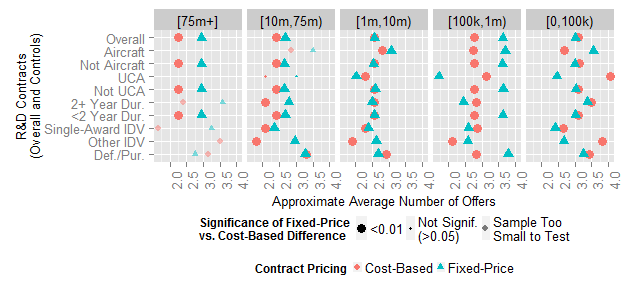 [75m+] [10m,75m) [1m,10m) [100k,1m) [0,100k)
R&D Contracts
(Overall and Controls)
Overall
Aircraft
Not Aircraft
UCA
Not UCA
2+ Year Dur.
<2 Year Dur.
Single-Award IDV
Other IDV
Def./Pur.
2.0 2.5 3.0 3.5 4.0 2.0 2.5 3.0 3.5 4.0 2.0 2.5 3.0 3.5 4.0 2.0 2.5 3.0 3.5 4.0 2.0 2.5 3.0 3.5 4.0
Approximate Average Number of Offers
Significance of Fixed-Price
vs. Cost-Based Difference
<0.01
Not Signif.
(>0.05)
Sample Too
Small to Test
Contract Pricing Cost-Based Fixed-Price